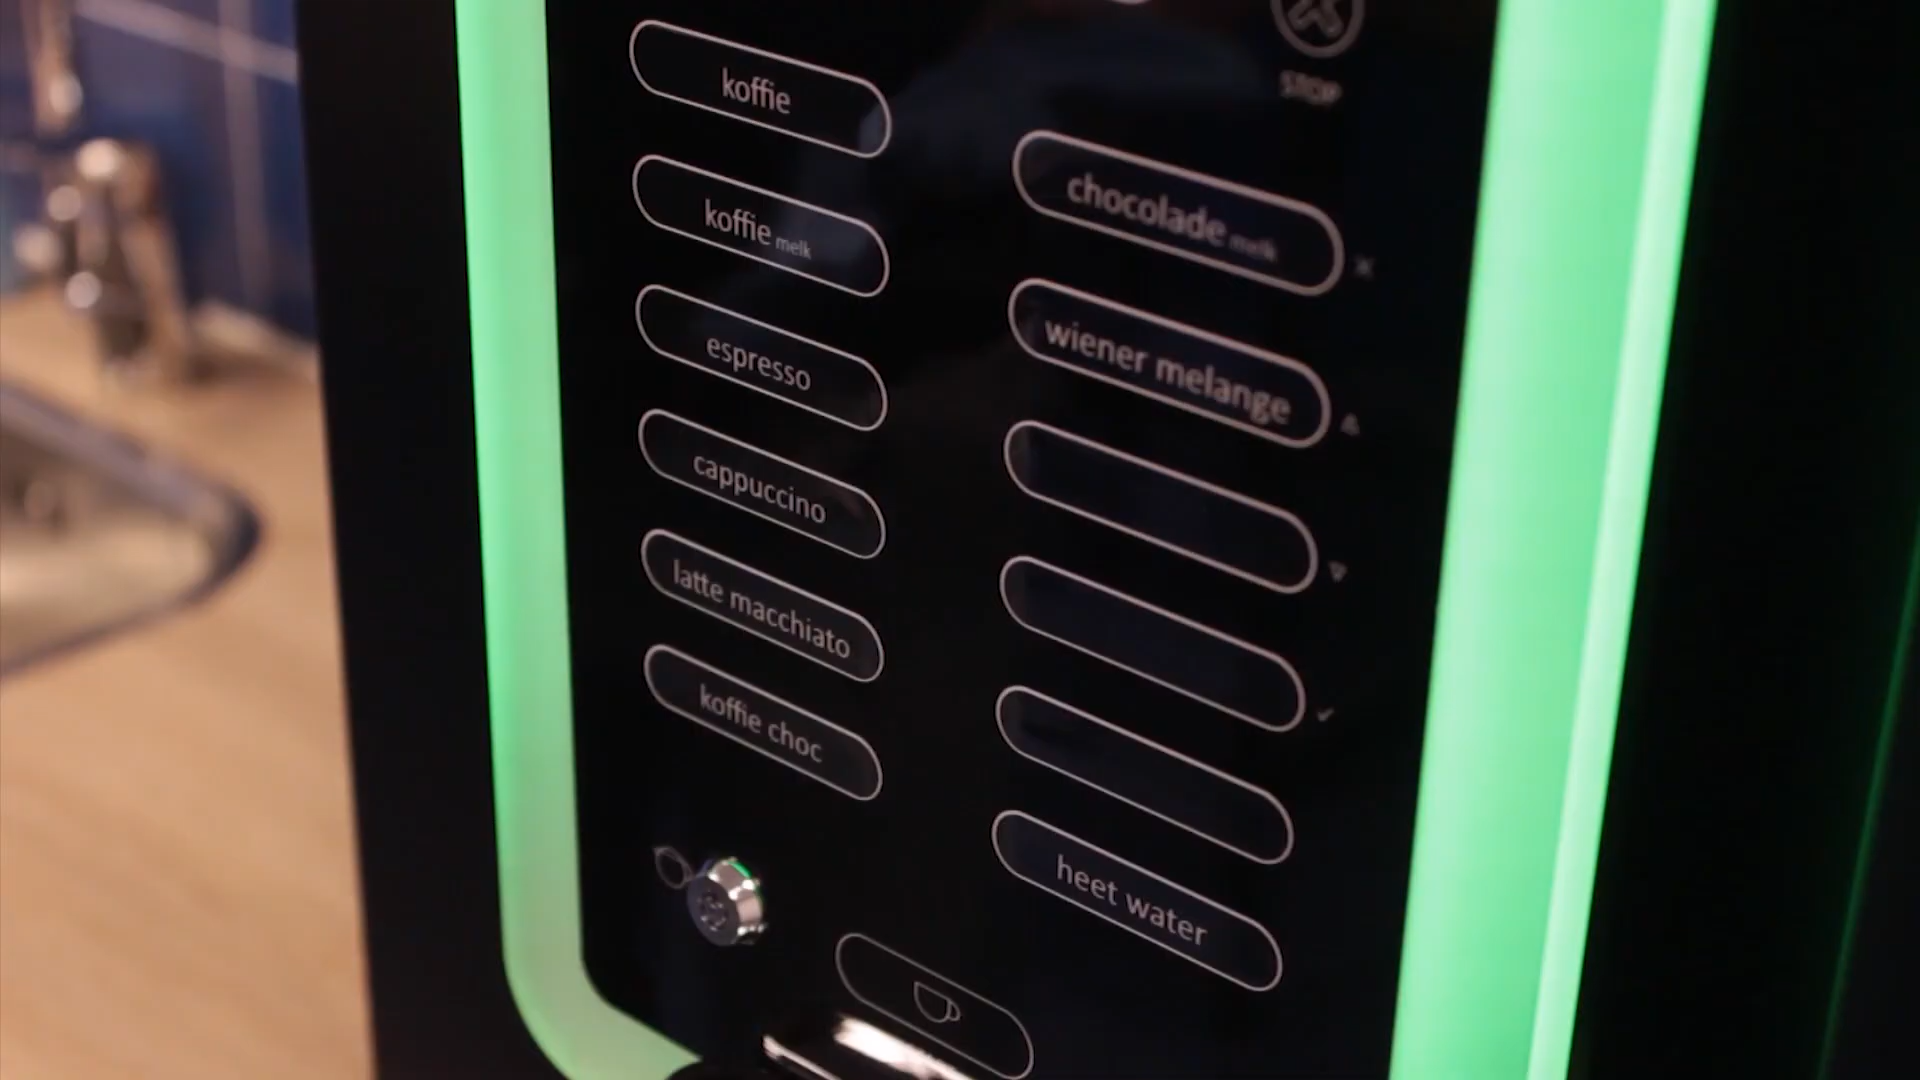 koffie
koffie melk
espresso
cappuccino
latte macchiato
koffie choc
STOP
chocolade melk
wiener melange
heet water